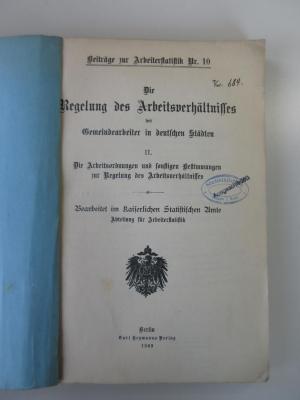 Beiträge zur Arbeiterstatistik Nr. 10
Die
Regelung des Arbeitsverhältnisses
der
Gemeindearbeiter in deutschen Städten
II.
Die Arbeitsordnungen und sonstigen Bestimmungen
zur Regelung des Arbeitsverhältnisses
Bearbeitet im Kaiserlichen Statistischen Amte
Abteilung für Arbeiterstatistik
Berlin
Carl Heymanns Verlag
1909